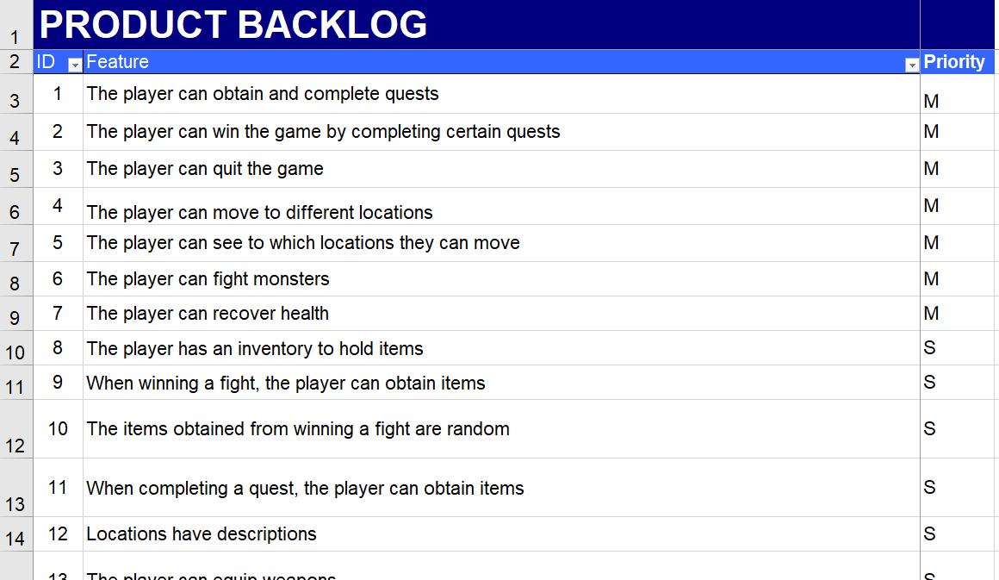 1 PRODUCT BACKLOG
2 ID Feature Priority
3 1 The player can obtain and complete quests M
4 2 The player can win the game by completing certain quests M
5 3 The player can quit the game M
6 4 The player can move to different locations M
7 5 The player can see to which locations they can move M
8 6 The player can fight monsters M
9 7 The player can recover health M
10 8 The player has an inventory to hold items S
11 9 When winning a fight, the player can obtain items S
12 10 The items obtained from winning a fight are random S
13 11 When completing a quest, the player can obtain items S
14 12 Locations have descriptions S
13 The player can equip weapons S